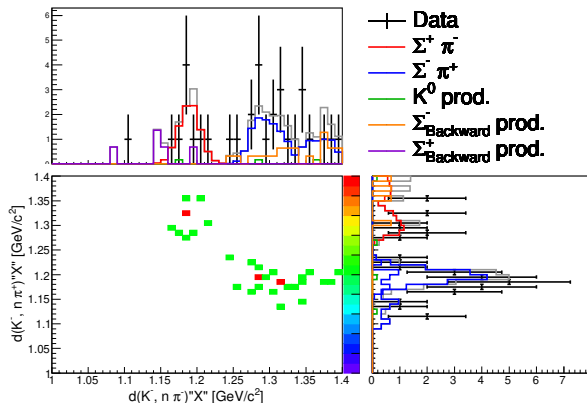 6
5
4
3
2
1
0
Data
Σ⁺ π⁻
Σ⁻ π⁺
K⁰ prod.
Σ⁻Backward prod.
Σ⁺Backward prod.
1.4
1.35
1.3
1.25
1.2
1.15
1.1
1.05
1
d(K⁻, n π⁺)"X" [GeV/c²]
1 1.05 1.1 1.15 1.2 1.25 1.3 1.35 1.4
d(K⁻, n π⁻)"X" [GeV/c²]
0 1 2 3 4 5 6 7